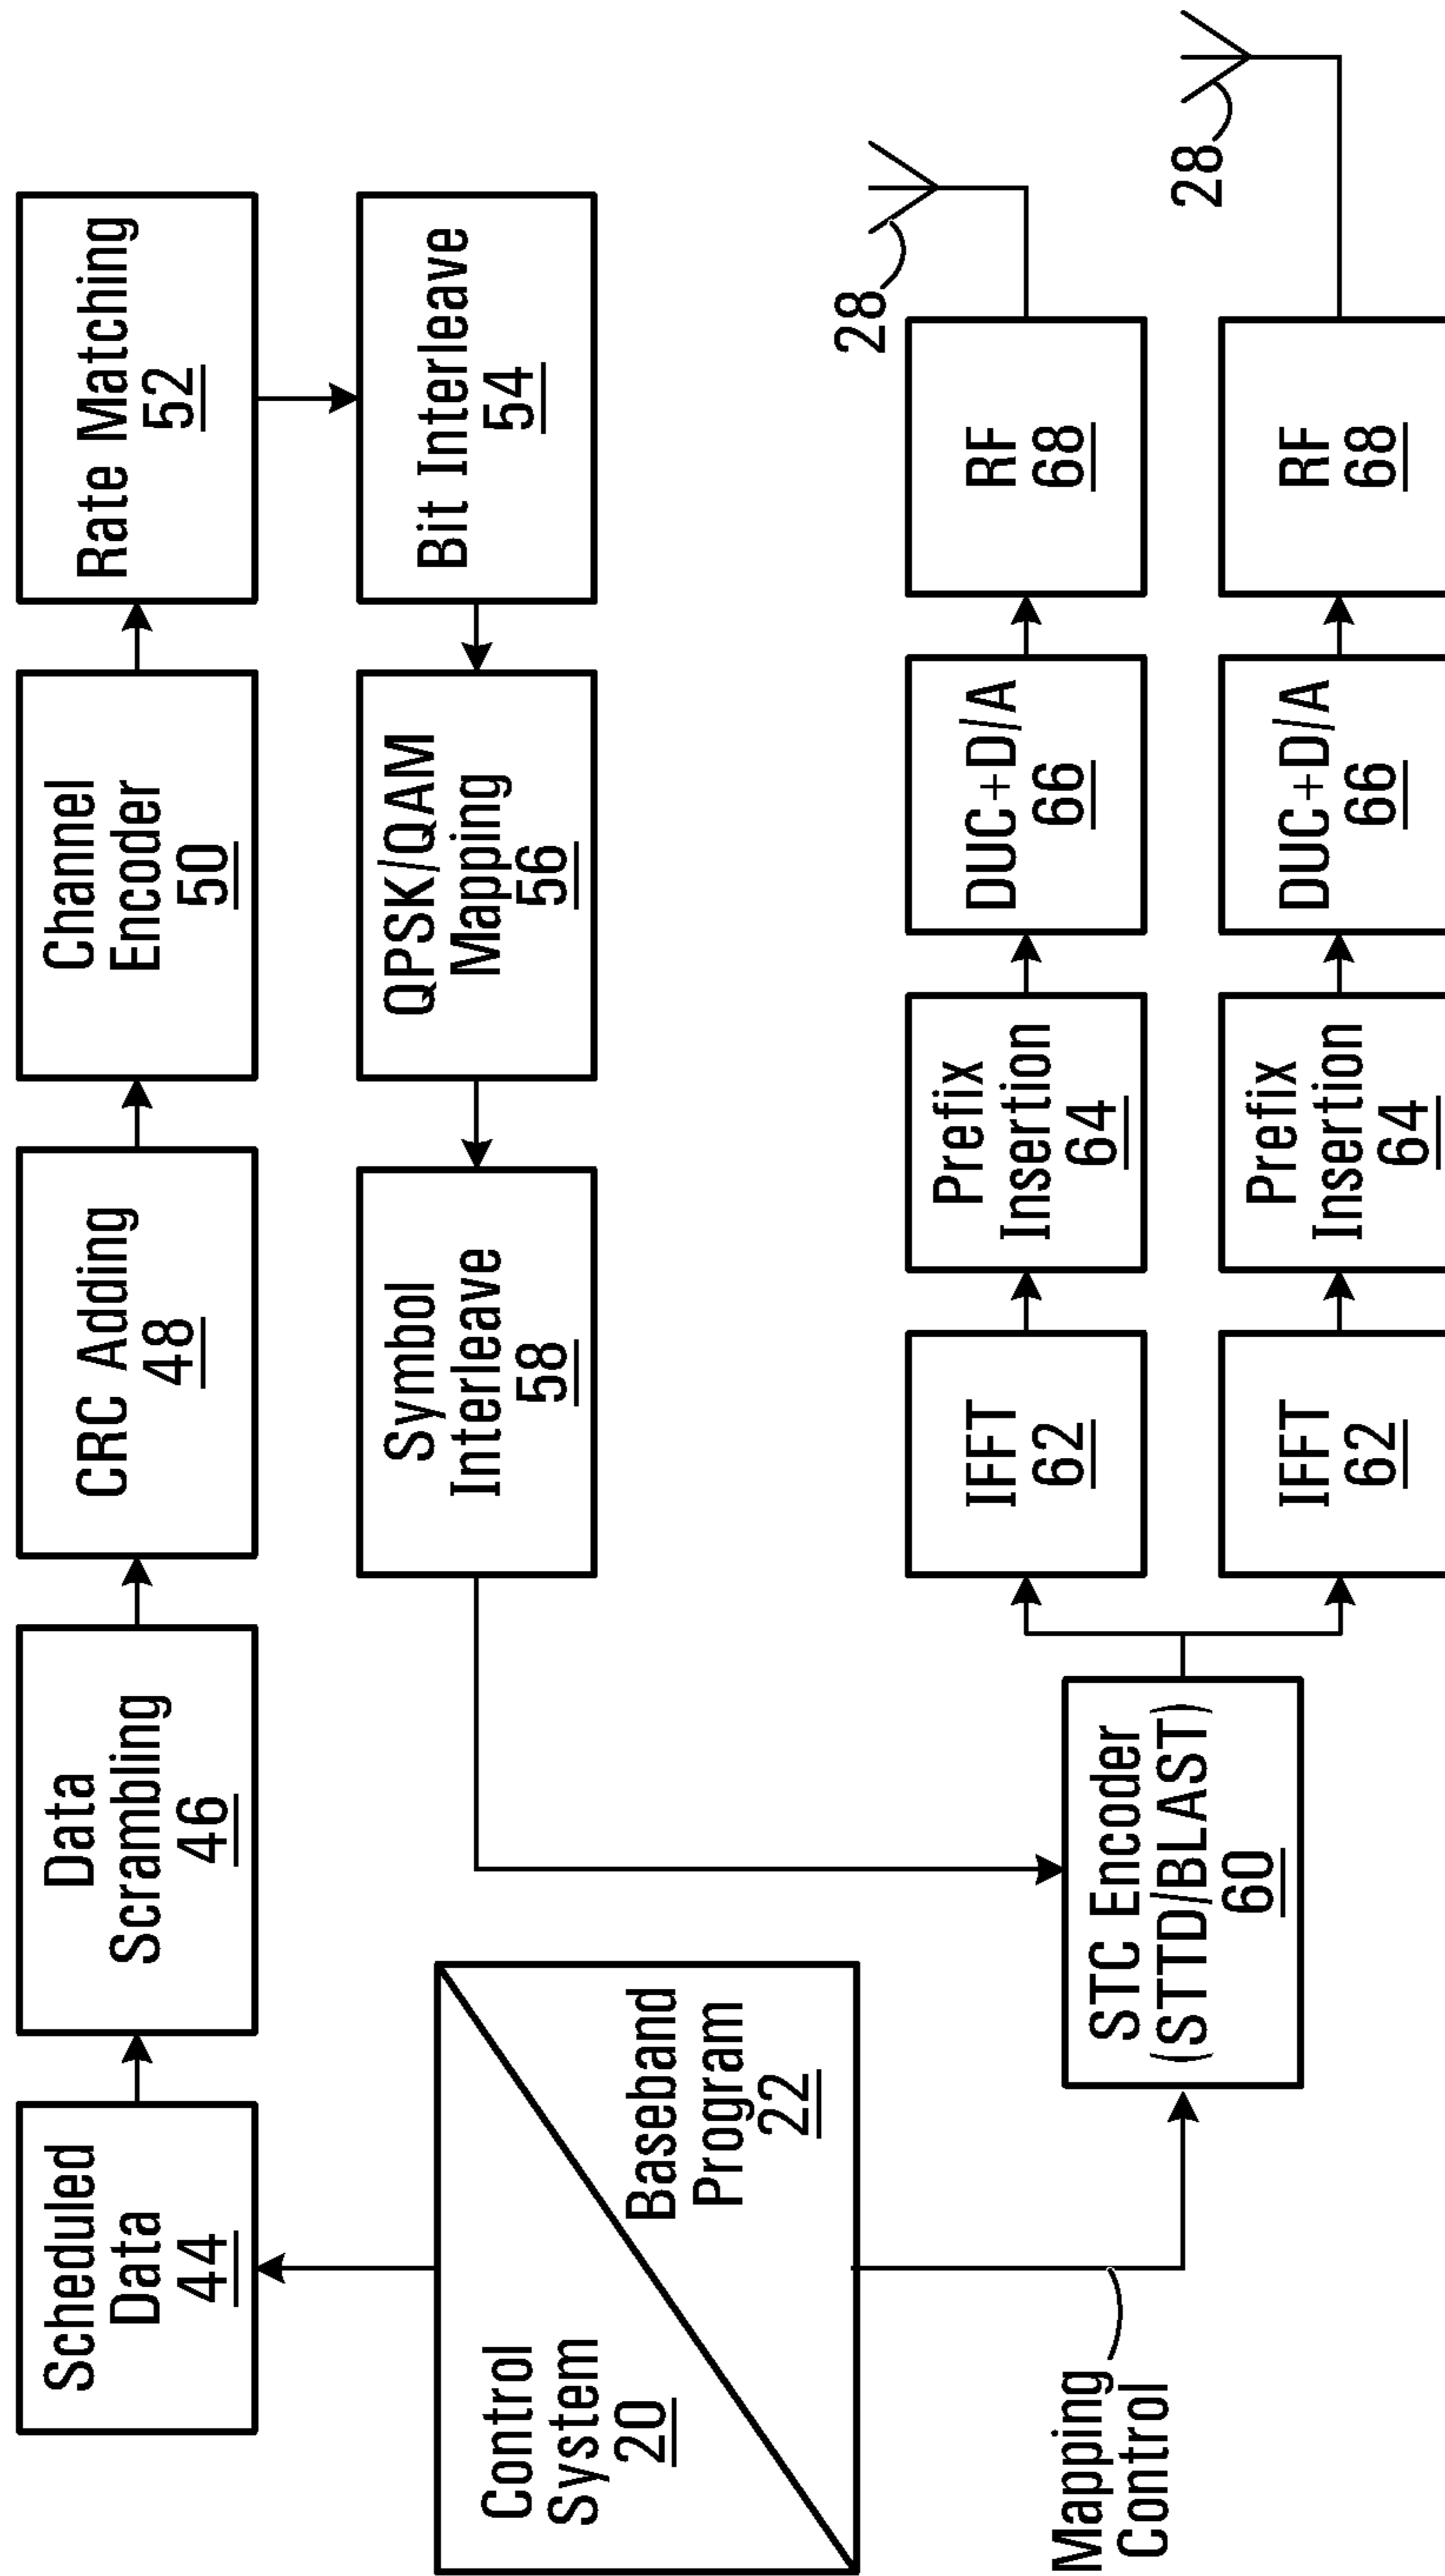 Scheduled
Data
44
Data
Scrambling
46
CRC Adding
48
Channel
Encoder
50
Rate Matching
52
Control
System
20
Baseband
Program
22
Symbol
Interleave
58
QPSK/QAM
Mapping
56
Bit Interleave
54
Mapping
Control
STC Encoder
(STTD/BLAST)
60
IFFT
62
Prefix
Insertion
64
DUC+D/A
66
RF
68
28
IFFT
62
Prefix
Insertion
64
DUC+D/A
66
RF
68
28